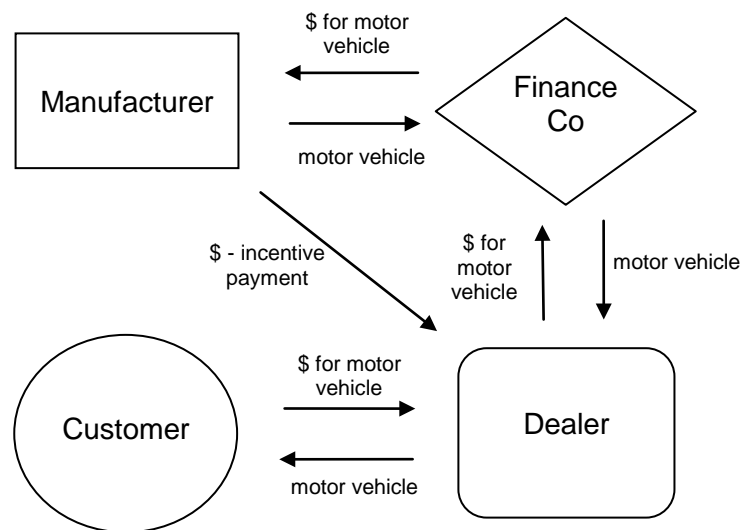 $ for motor
vehicle
Manufacturer
Finance
Co
motor vehicle
$ - incentive
payment
$ for
motor
vehicle
motor vehicle
$ for motor
vehicle
Customer
Dealer
motor vehicle